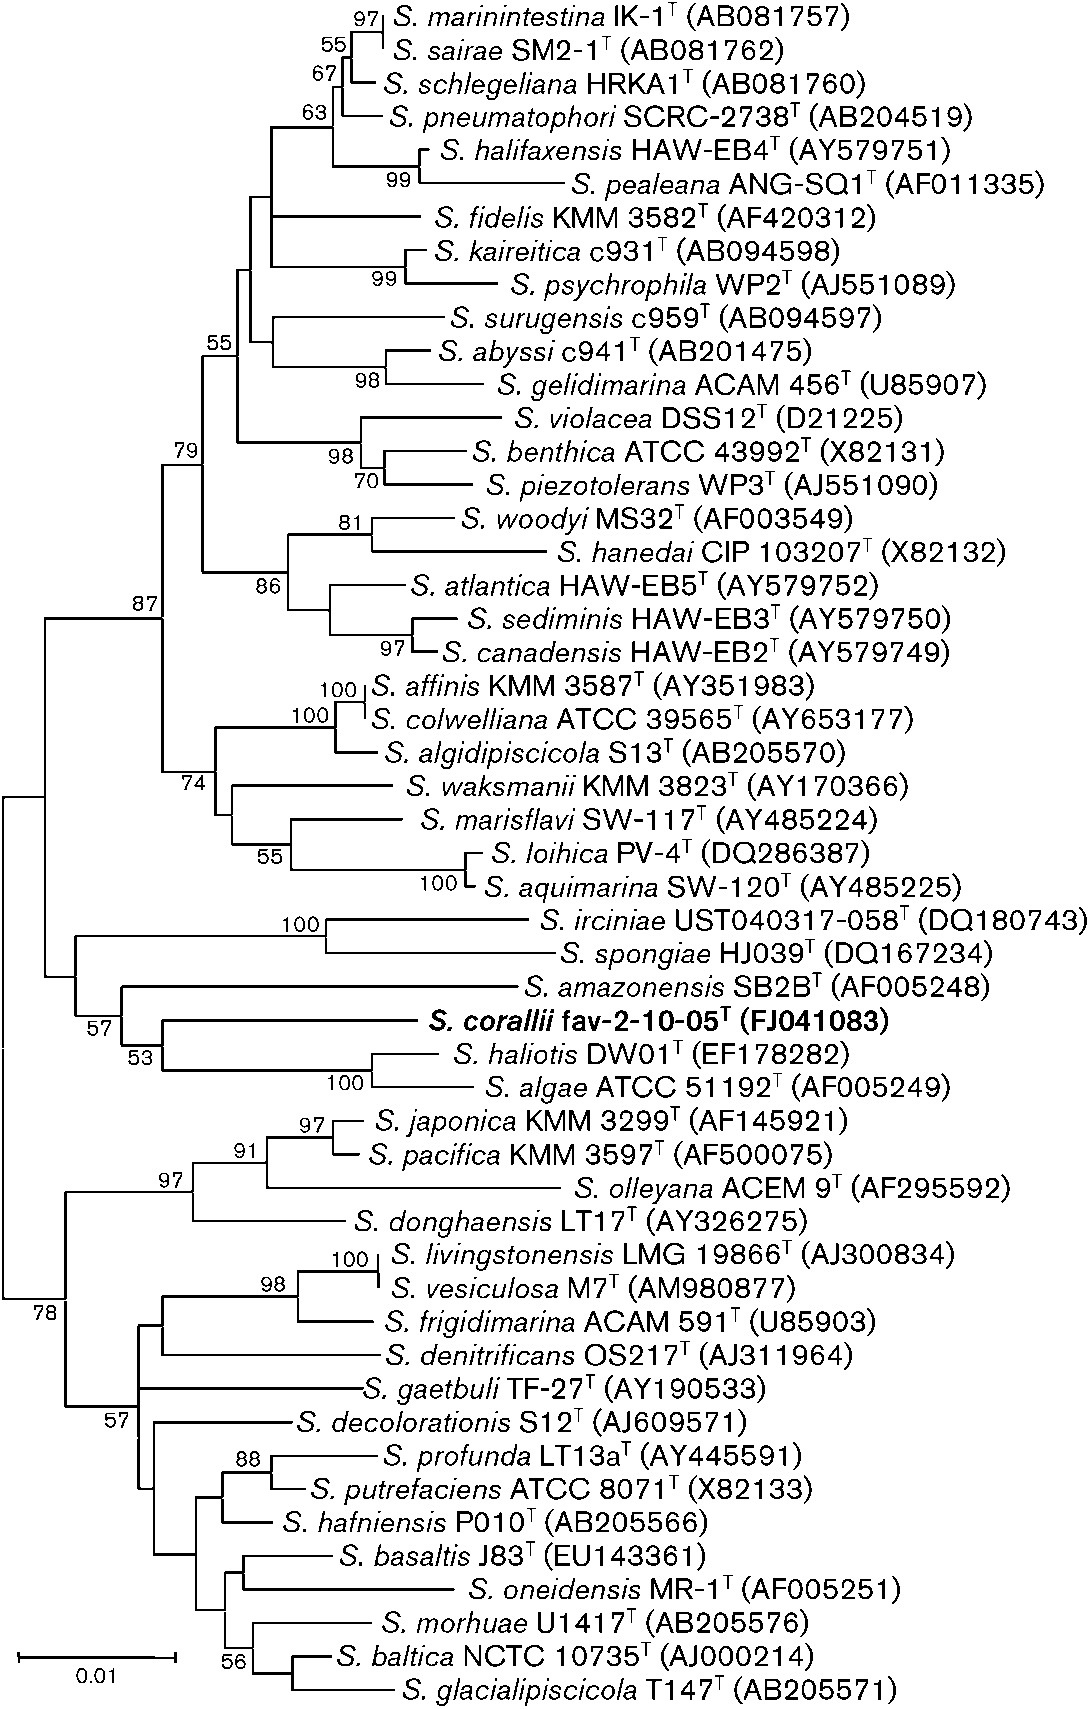 97 S. marinintestina IK-1T (AB081757)
55 S. sairae SM2-1T (AB081762)
67 S. schlegeliana HRKA1T (AB081760)
63 S. pneumatophori SCRC-2738T (AB204519)
S. halifaxensis HAW-EB4T (AY579751)
99 S. pealeana ANG-SQ1T (AF011335)
S. fidelis KMM 3582T (AF420312)
S. kaireitica c931T (AB094598)
99 S. psychrophila WP2T (AJ551089)
S. surugensis c959T (AB094597)
55 S. abyssi c941T (AB201475)
98 S. gelidimarina ACAM 456T (U85907)
S. violacea DSS12T (D21225)
79 98 S. benthica ATCC 43992T (X82131)
70 S. piezotolerans WP3T (AJ551090)
81 S. woodyi MS32T (AF003549)
S. hanedai CIP 103207T (X82132)
86 S. atlantica HAW-EB5T (AY579752)
87 S. sediminis HAW-EB3T (AY579750)
97 S. canadensis HAW-EB2T (AY579749)
100 S. affinis KMM 3587T (AY351983)
100 S. colwelliana ATCC 39565T (AY653177)
S. algidipiscicola S13T (AB205570)
74 S. waksmanii KMM 3823T (AY170366)
S. marisflavi SW-117T (AY485224)
55 S. loihica PV-4T (DQ286387)
100 S. aquimarina SW-120T (AY485225)
100 S. irciniae UST040317-058T (DQ180743)
S. spongiae HJ039T (DQ167234)
S. amazonensis SB2BT (AF005248)
57 S. corallii fav-2-10-05T (FJ041083)
53 S. haliotis DW01T (EF178282)
100 S. algae ATCC 51192T (AF005249)
97 S. japonica KMM 3299T (AF145921)
91 S. pacifica KMM 3597T (AF500075)
97 S. olleyana ACEM 9T (AF295592)
S. donghaensis LT17T (AY326275)
100 S. livingstonensis LMG 19866T (AJ300834)
98 S. vesiculosa M7T (AM980877)
78 S. frigidimarina ACAM 591T (U85903)
S. denitrificans OS217T (AJ311964)
S. gaetbuli TF-27T (AY190533)
57 S. decolorationis S12T (AJ609571)
88 S. profunda LT13aT (AY445591)
S. putrefaciens ATCC 8071T (X82133)
S. hafniensis P010T (AB205566)
S. basaltis J83T (EU143361)
S. oneidensis MR-1T (AF005251)
S. morhuae U1417T (AB205576)
56 S. baltica NCTC 10735T (AJ000214)
0.01 S. glacialipiscicola T147T (AB205571)